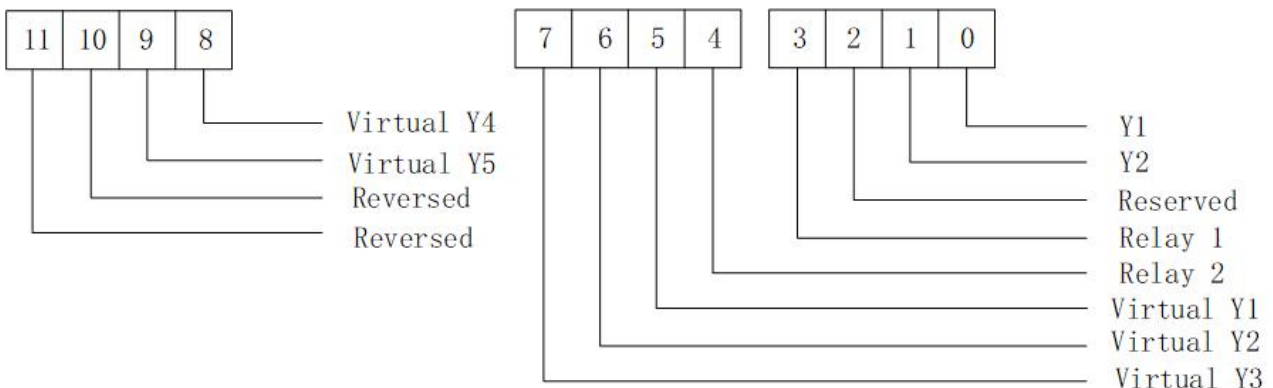 11 10 9 8
7 6 5 4 3 2 1 0
Virtual Y4
Virtual Y5
Reversed
Reversed
Y1
Y2
Reserved
Relay 1
Relay 2
Virtual Y1
Virtual Y2
Virtual Y3